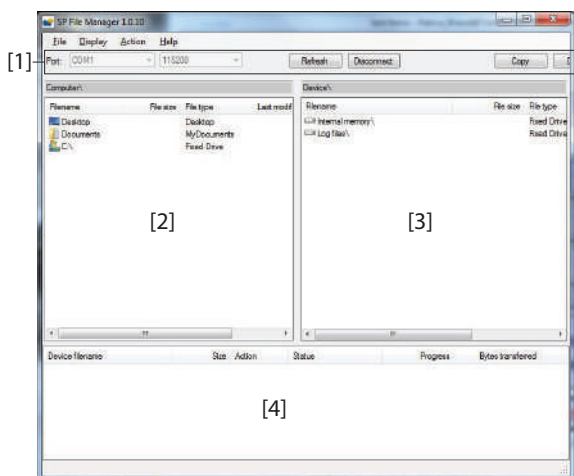 SP File Manager 1.0.10
File Display Action Help
[1]
Port: COM1 115200 Refresh Disconnect Copy
Computer\ Device\
Filename File size File type Last modif Filename File size File type
Desktop Desktop Internal memory\ Fixed Drive
Documents MyDocuments Log files\ Fixed Drive
C:\ Fixed Drive
[2] [3]
Device filename Size Action Status Progress Bytes transferred
[4]